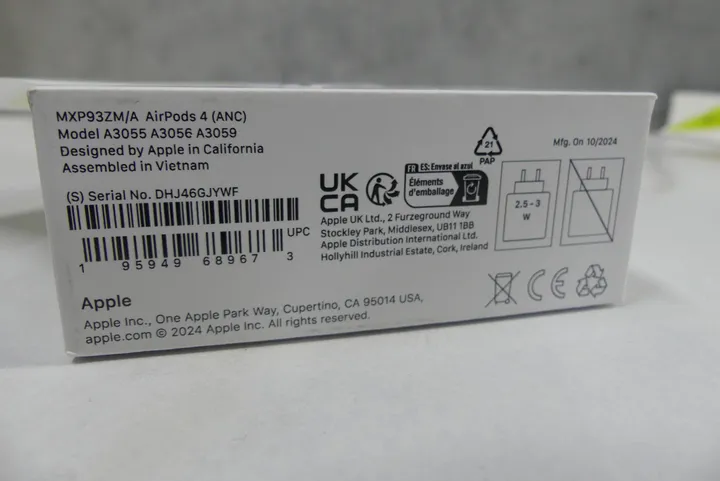 MXP93ZM/A AirPods 4 (ANC)
Model A3055 A3056 A3059
Designed by Apple in California
Assembled in Vietnam
(S) Serial No. DHJ46GJYWF
UPC
1 95949 68967 3
Apple
Apple Inc., One Apple Park Way, Cupertino, CA 95014 USA,
apple.com © 2024 Apple Inc. All rights reserved.
UK
CA
FR ES: Envase al azul
Éléments
d'emballage
Apple UK Ltd., 2 Furzeground Way
Stockley Park, Middlesex, UB11 1BB
Apple Distribution International Ltd.
Hollyhill Industrial Estate, Cork, Ireland
21
PAP
Mfg. On 10/2024
2.5 - 3
W
CE